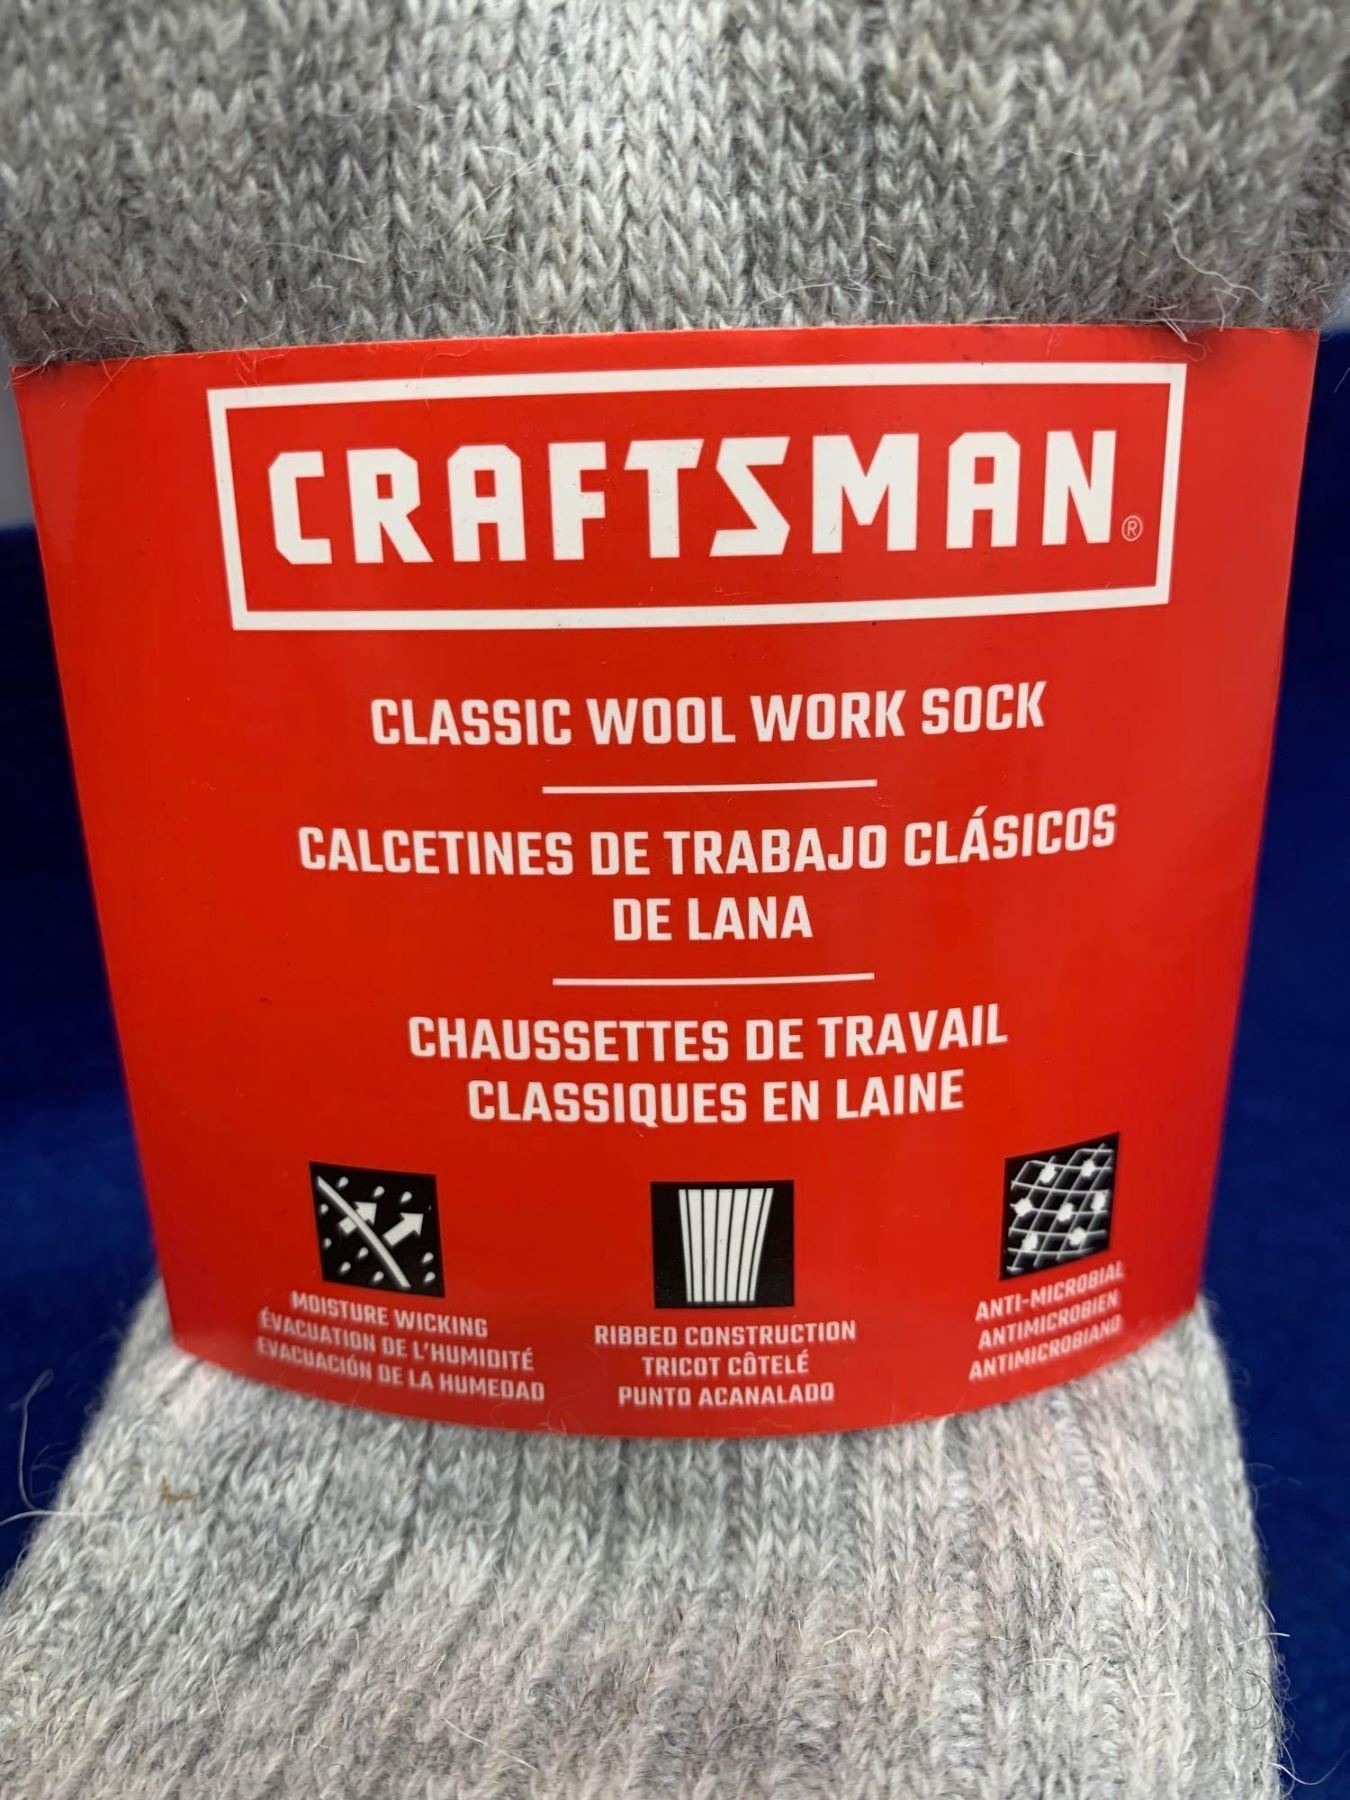 CRAFTSMAN®
CLASSIC WOOL WORK SOCK
CALCETINES DE TRABAJO CLÁSICOS
DE LANA
CHAUSSETTES DE TRAVAIL
CLASSIQUES EN LAINE
MOISTURE WICKING
ÉVACUATION DE L'HUMIDITÉ
EVACUACIÓN DE LA HUMEDAD
RIBBED CONSTRUCTION
TRICOT CÔTELÉ
PUNTO ACANALADO
ANTI-MICROBIAL
ANTIMICROBIEN
ANTIMICROBIANO